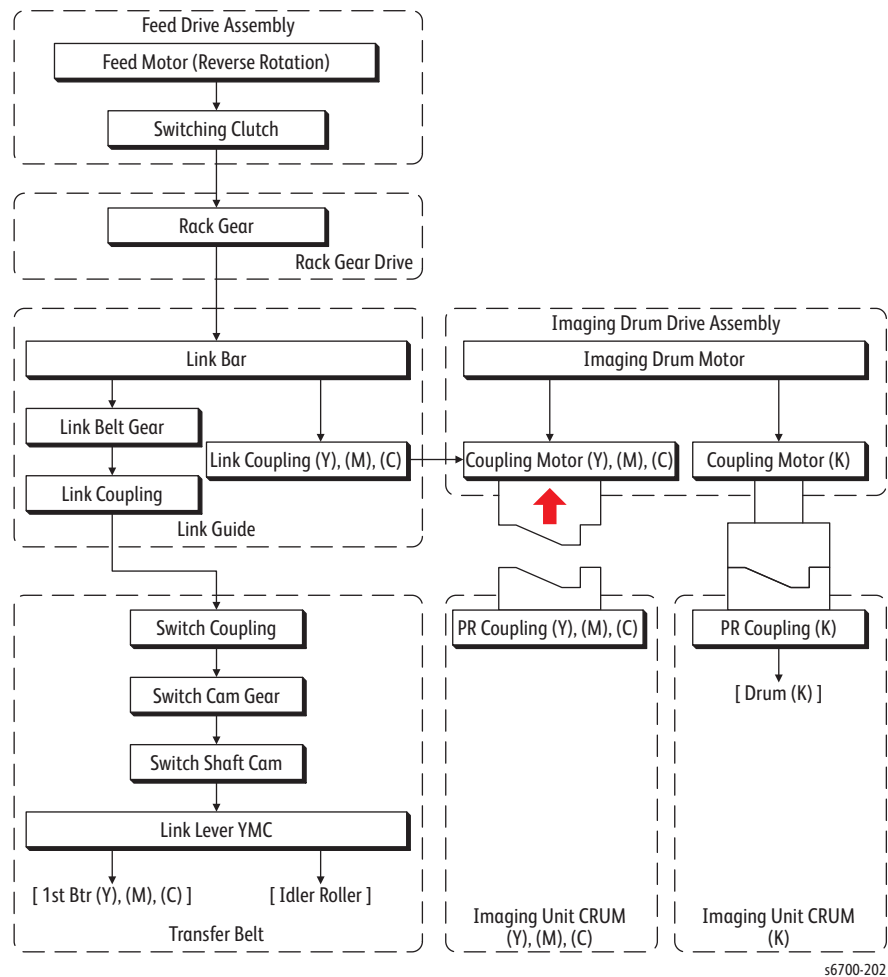 Feed Drive Assembly
Feed Motor (Reverse Rotation)
Switching Clutch
Rack Gear
Rack Gear Drive
Link Bar
Link Belt Gear
Link Coupling (Y), (M), (C)
Link Coupling
Link Guide
Imaging Drum Drive Assembly
Imaging Drum Motor
Coupling Motor (Y), (M), (C)
Coupling Motor (K)
Switch Coupling
Switch Cam Gear
Switch Shaft Cam
Link Lever YMC
[ 1st Btr (Y), (M), (C) ]
[ Idler Roller ]
Transfer Belt
PR Coupling (Y), (M), (C)
Imaging Unit CRUM
(Y), (M), (C)
PR Coupling (K)
[ Drum (K) ]
Imaging Unit CRUM
(K)
s6700-202